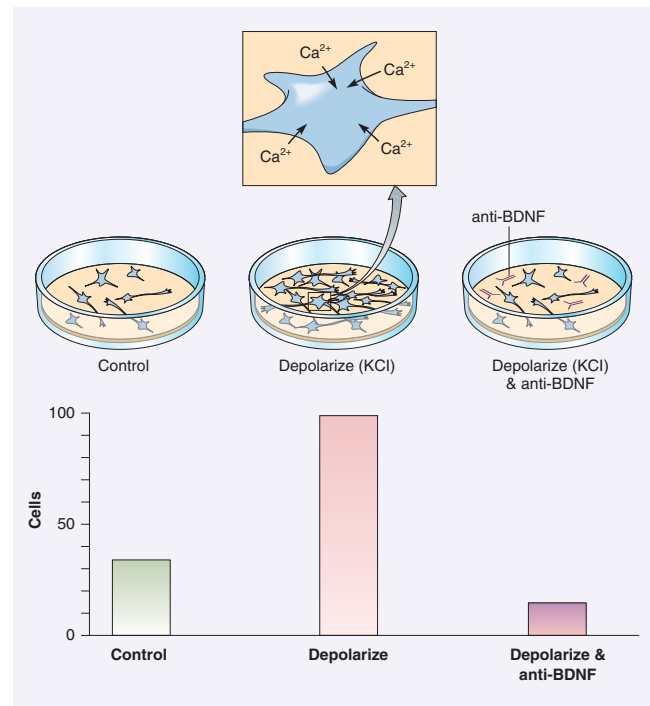 Ca²⁺
Ca²⁺
Ca²⁺
Ca²⁺
anti-BDNF
Control
Depolarize (KCl)
Depolarize (KCl)
& anti-BDNF
100
50
0
Cells
Control
Depolarize
Depolarize &
anti-BDNF